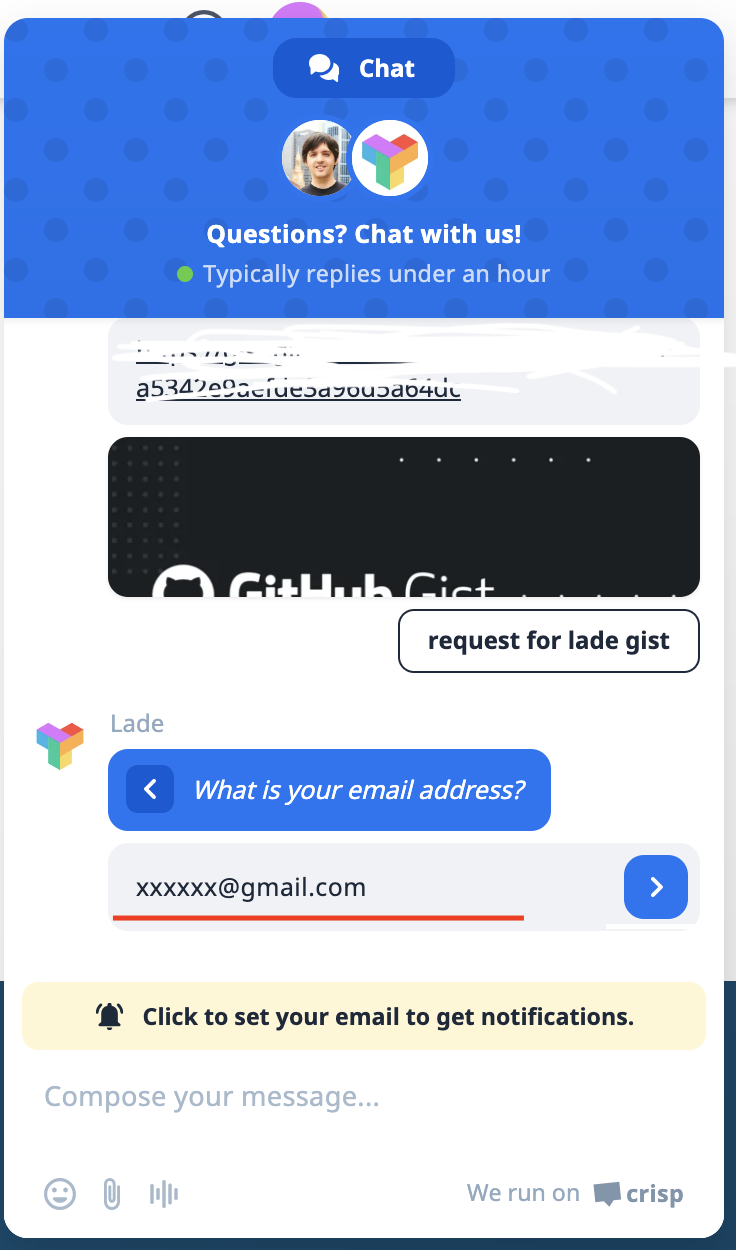 Chat
Questions? Chat with us!
Typically replies under an hour
a5342e9aefde3a96d5a64dc
GitHub Gist
request for lade gist
Lade
What is your email address?
xxxxxx@gmail.com
Click to set your email to get notifications.
Compose your message...
We run on crisp